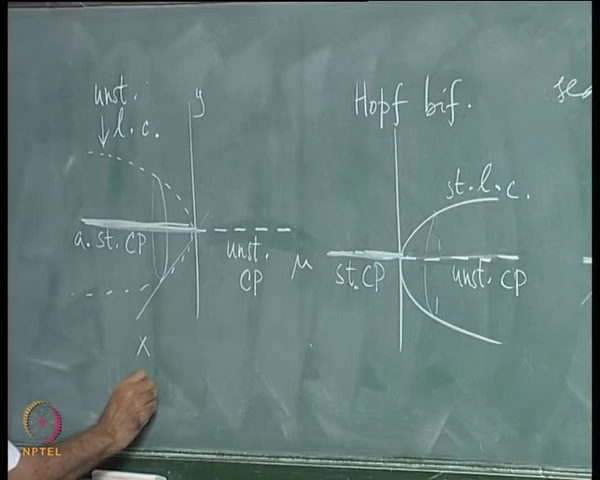 unst.
l.c.
y
a. st. CP
unst.
CP
μ
x
Hopf bif.
st. l. c.
st. CP
unst. CP
NPTEL